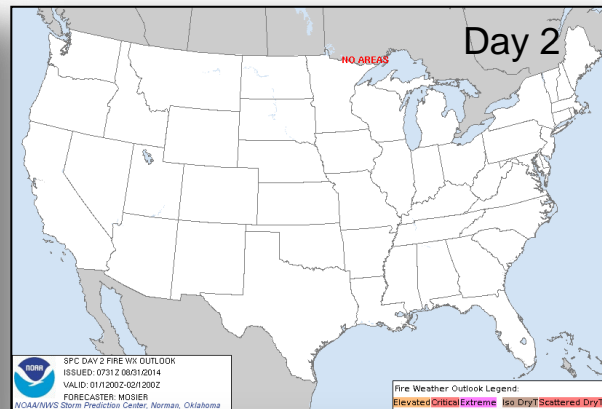 Day 2
NO AREAS
NOAA
SPC DAY 2 FIRE WX OUTLOOK
ISSUED: 0731Z 08/31/2014
VALID: 01/1200Z-02/1200Z
FORECASTER: MOSIER
NOAA/NWS Storm Prediction Center, Norman, Oklahoma
Fire Weather Outlook Legend:
Elevated Critical Extreme Iso DryT Scattered DryT